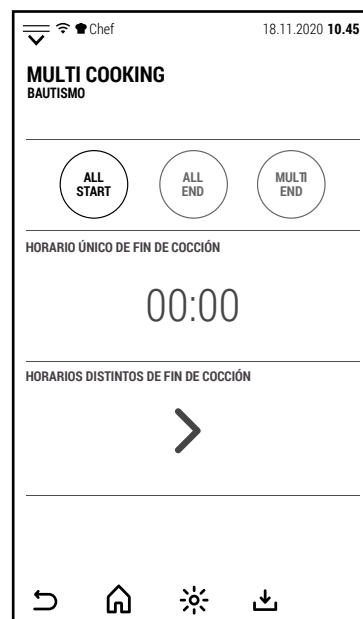 Chef 18.11.2020 10.45
MULTI COOKING
BAUTISMO
ALL
START
ALL
END
MULTI
END
HORARIO ÚNICO DE FIN DE COCCIÓN
00:00
HORARIOS DISTINTOS DE FIN DE COCCIÓN